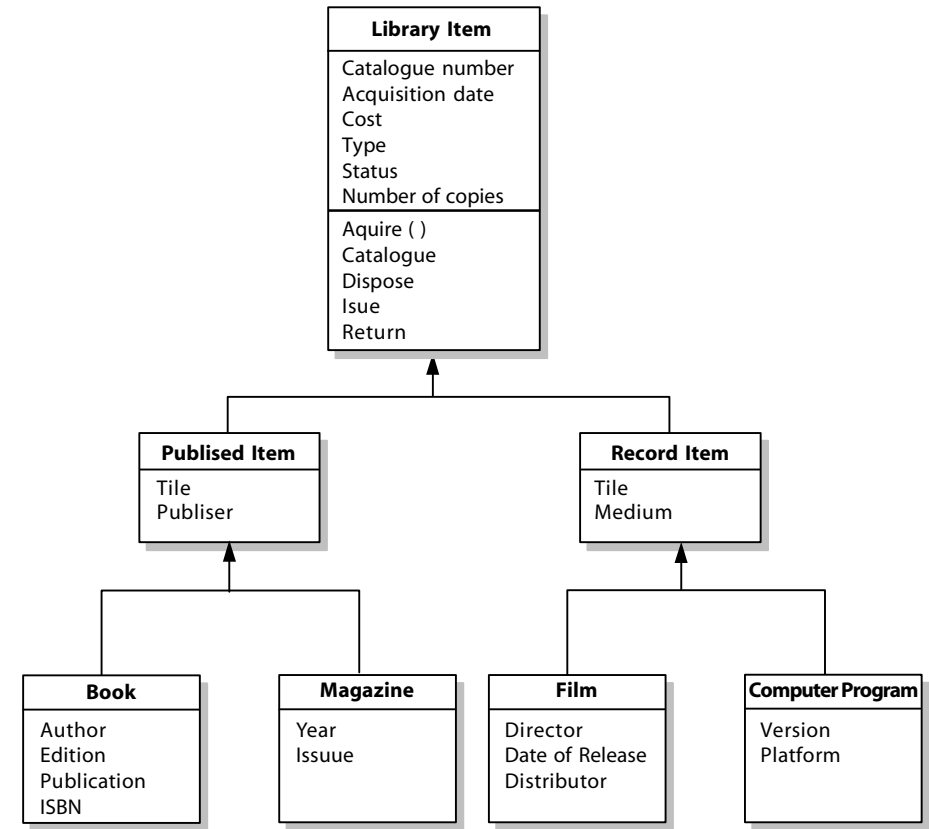 Library Item
Catalogue number
Acquisition date
Cost
Type
Status
Number of copies
Aquire ( )
Catalogue
Dispose
Isue
Return
Publised Item
Tile
Publiser
Record Item
Tile
Medium
Book
Author
Edition
Publication
ISBN
Magazine
Year
Issuue
Film
Director
Date of Release
Distributor
Computer Program
Version
Platform